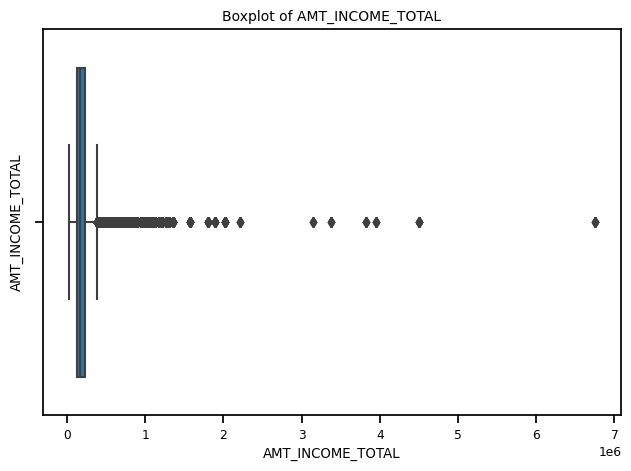 Boxplot of AMT_INCOME_TOTAL
AMT_INCOME_TOTAL
0 1 2 3 4 5 6 7
1e6
AMT_INCOME_TOTAL